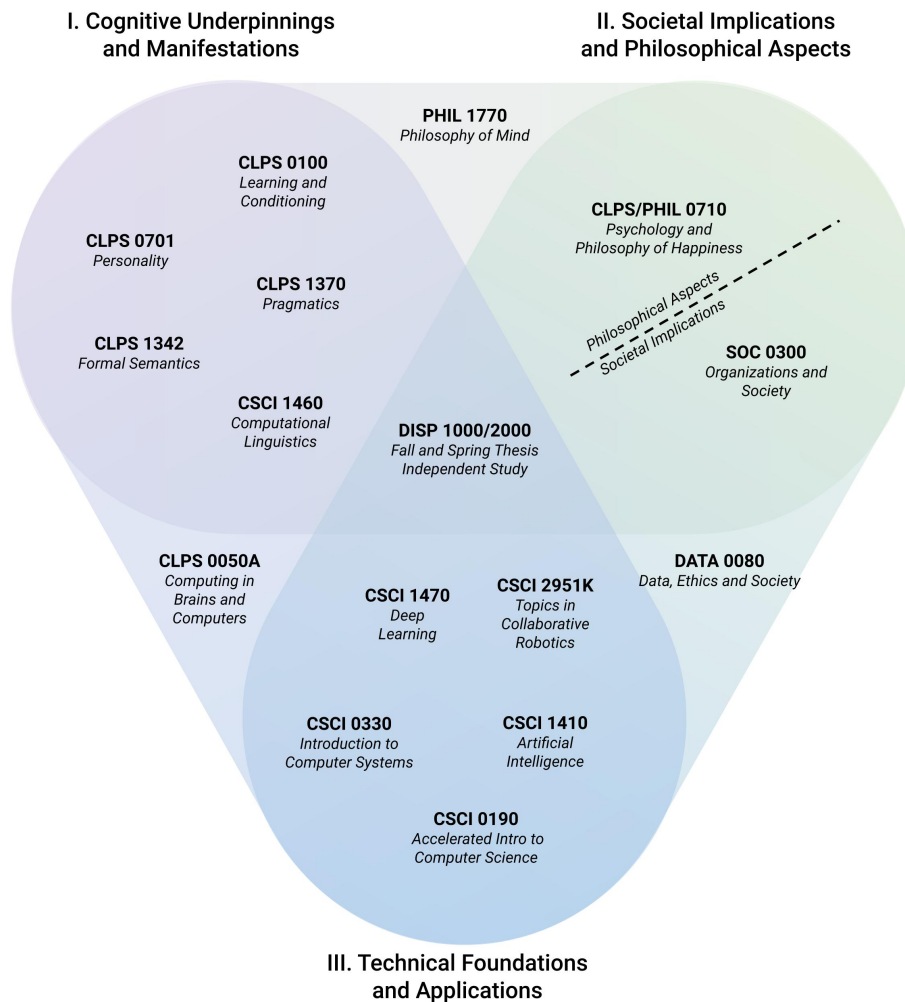 I. Cognitive Underpinnings
and Manifestations
II. Societal Implications
and Philosophical Aspects
PHIL 1770
Philosophy of Mind
CLPS 0100
Learning and
Conditioning
CLPS 0701
Personality
CLPS 1370
Pragmatics
CLPS 1342
Formal Semantics
CSCI 1460
Computational
Linguistics
CLPS/PHIL 0710
Psychology and
Philosophy of Happiness
Philosophical Aspects
Societal Implications
SOC 0300
Organizations and
Society
DISP 1000/2000
Fall and Spring Thesis
Independent Study
CLPS 0050A
Computing in
Brains and
Computers
DATA 0080
Data, Ethics and Society
CSCI 1470
Deep
Learning
CSCI 2951K
Topics in
Collaborative
Robotics
CSCI 0330
Introduction to
Computer Systems
CSCI 1410
Artificial
Intelligence
CSCI 0190
Accelerated Intro to
Computer Science
III. Technical Foundations
and Applications